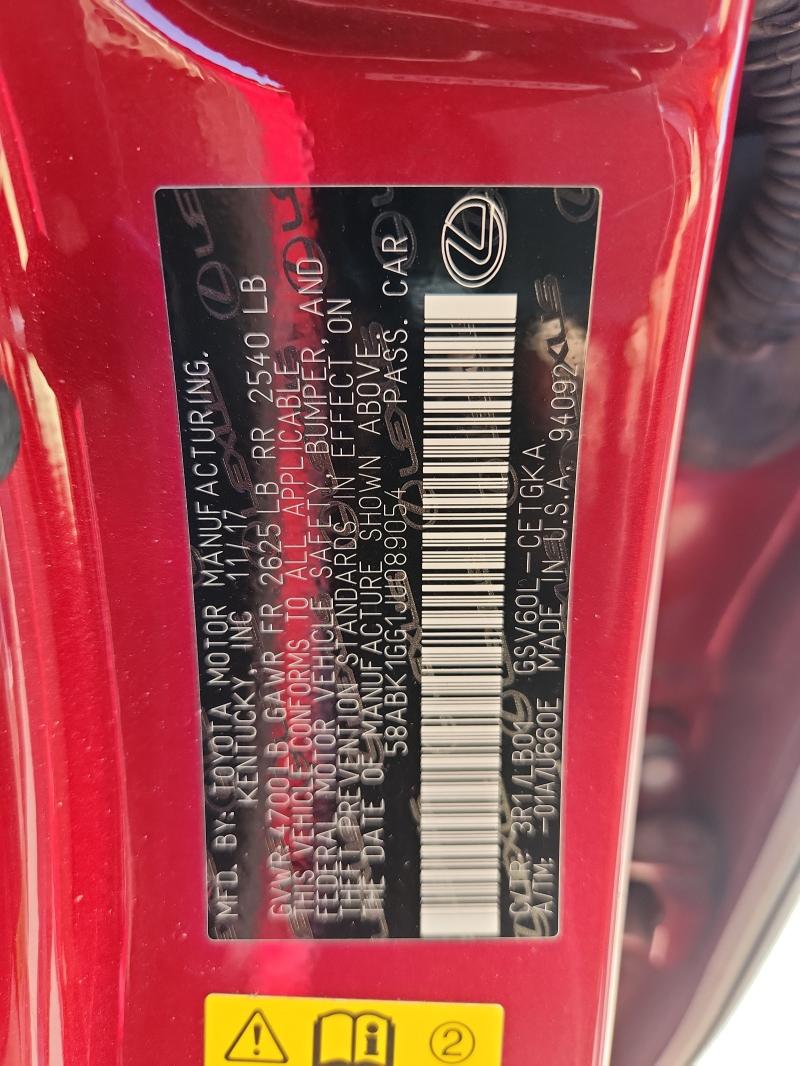 MFD. BY: TOYOTA MOTOR MANUFACTURING.
KENTUCKY, INC 11/17
GVWR 4700 LB GAWR FR 2625 LB RR 2540 LB
THIS VEHICLE CONFORMS TO ALL APPLICABLE
FEDERAL MOTOR VEHICLE SAFETY, BUMPER, AND
THEFT PREVENTION STANDARDS IN EFFECT ON
THE DATE OF MANUFACTURE SHOWN ABOVE.
58ABK1GG1JU089054 PASS. CAR
C/TR: 3R1/LB01 GSV60L-CETGKA
A/TM: -01A/U660E MADE IN U.S.A. 94092
2